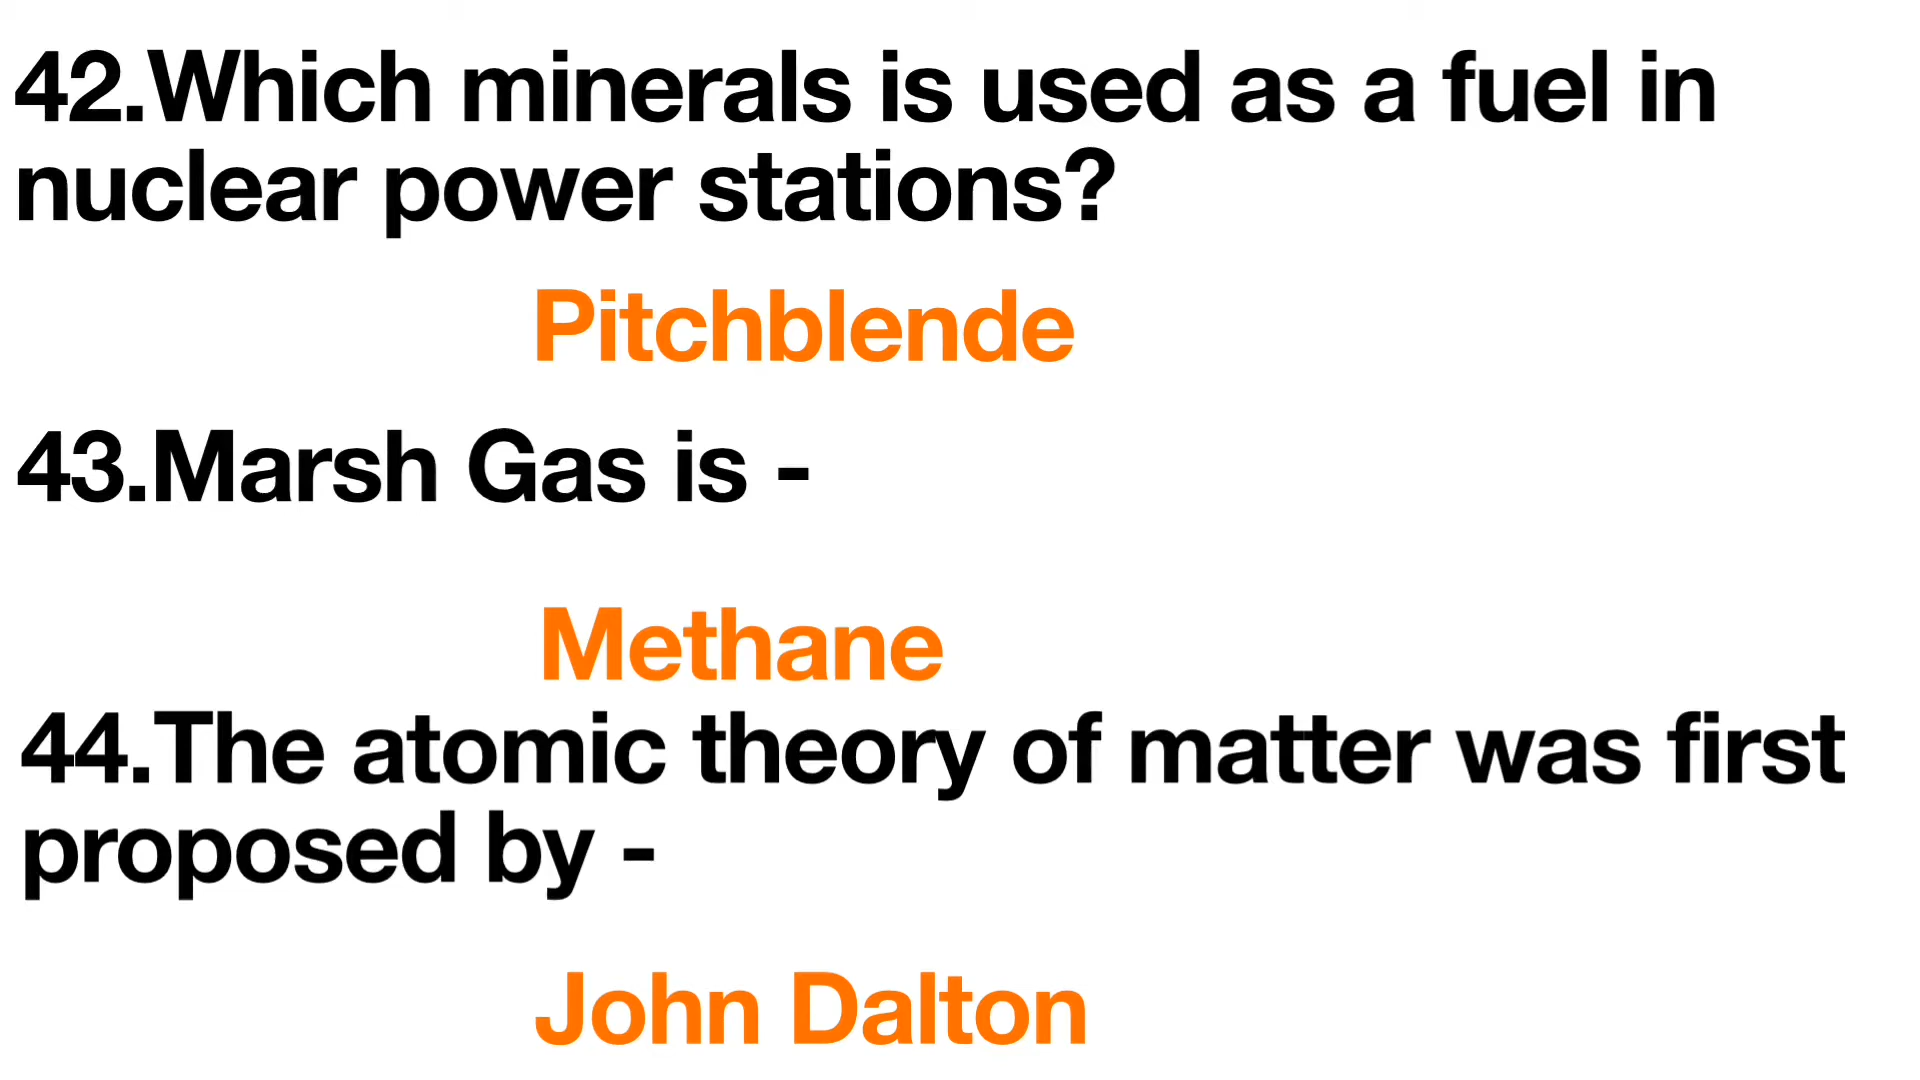 42.Which minerals is used as a fuel in
nuclear power stations?
Pitchblende
43.Marsh Gas is -
Methane
44.The atomic theory of matter was first
proposed by -
John Dalton